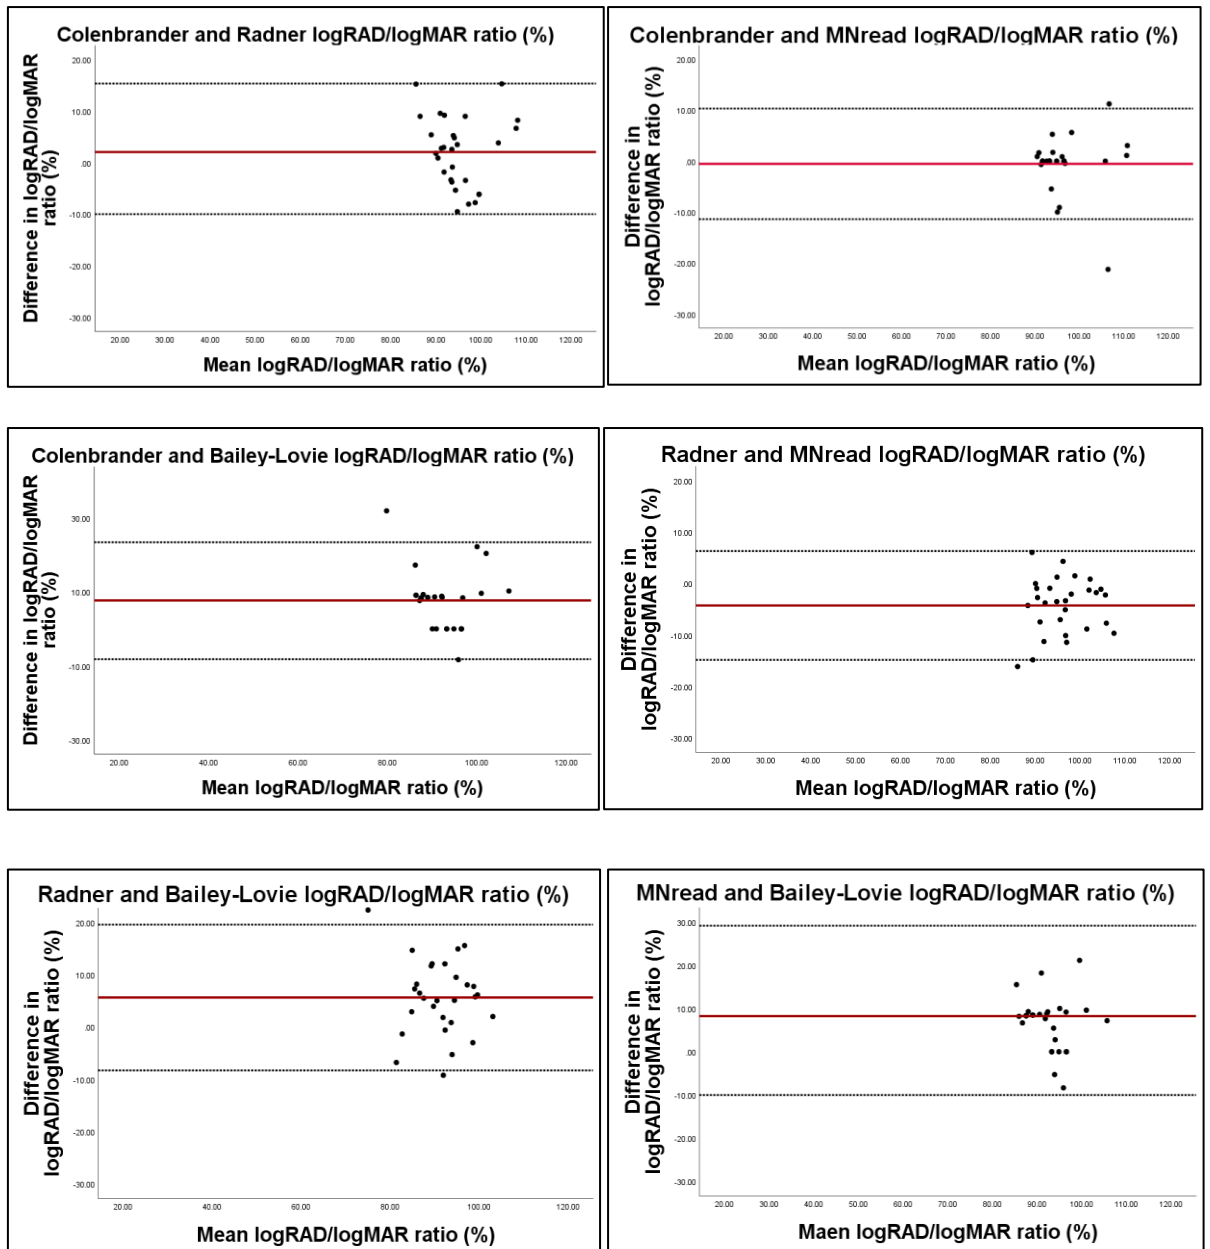 Colenbrander and Radner logRAD/logMAR ratio (%)
Difference in logRAD/logMAR
ratio (%)
20.00
10.00
.00
-10.00
-20.00
-30.00
20.00 30.00 40.00 50.00 60.00 70.00 80.00 90.00 100.00 110.00 120.00
Mean logRAD/logMAR ratio (%)
Colenbrander and MNread logRAD/logMAR ratio (%)
Difference in
logRAD/logMAR ratio (%)
20.00
10.00
.00
-10.00
-20.00
-30.00
20.00 30.00 40.00 50.00 60.00 70.00 80.00 90.00 100.00 110.00 120.00
Mean logRAD/logMAR ratio (%)
Colenbrander and Bailey-Lovie logRAD/logMAR ratio (%)
Difference in logRAD/logMAR
ratio (%)
30.00
10.00
-10.00
-30.00
20.00 40.00 60.00 80.00 100.00 120.00
Mean logRAD/logMAR ratio (%)
Radner and MNread logRAD/logMAR ratio (%)
Difference in
logRAD/logMAR ratio (%)
20.00
10.00
.00
-10.00
-20.00
-30.00
20.00 30.00 40.00 50.00 60.00 70.00 80.00 90.00 100.00 110.00 120.00
Mean logRAD/logMAR ratio (%)
Radner and Bailey-Lovie logRAD/logMAR ratio (%)
Difference in
logRAD/logMAR ratio (%)
20.00
10.00
.00
-10.00
-20.00
-30.00
20.00 40.00 60.00 80.00 100.00 120.00
Mean logRAD/logMAR ratio (%)
MNread and Bailey-Lovie logRAD/logMAR ratio (%)
Difference in
logRAD/logMAR ratio (%)
30.00
20.00
10.00
.00
-10.00
-20.00
-30.00
20.00 30.00 40.00 50.00 60.00 70.00 80.00 90.00 100.00 110.00 120.00
Maen logRAD/logMAR ratio (%)